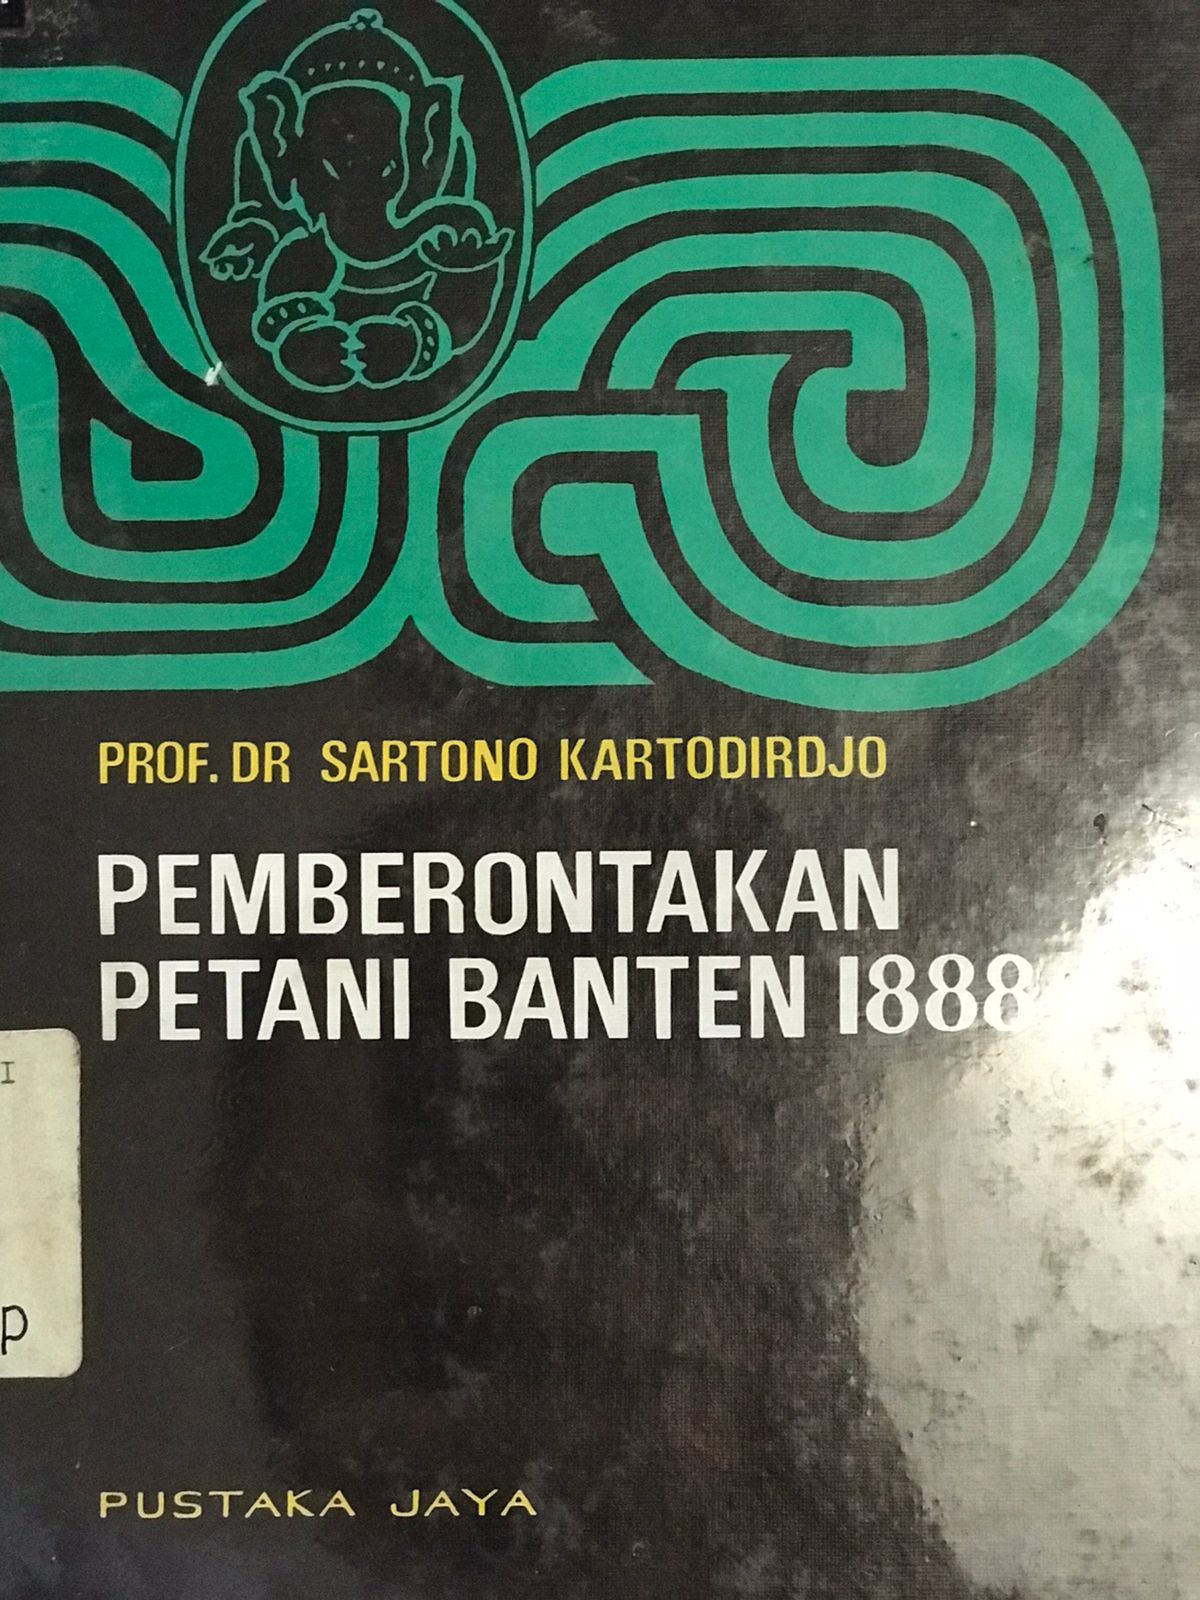 PROF. DR SARTONO KARTODIRDJO
PEMBERONTAKAN
PETANI BANTEN 1888
I
p
PUSTAKA JAYA